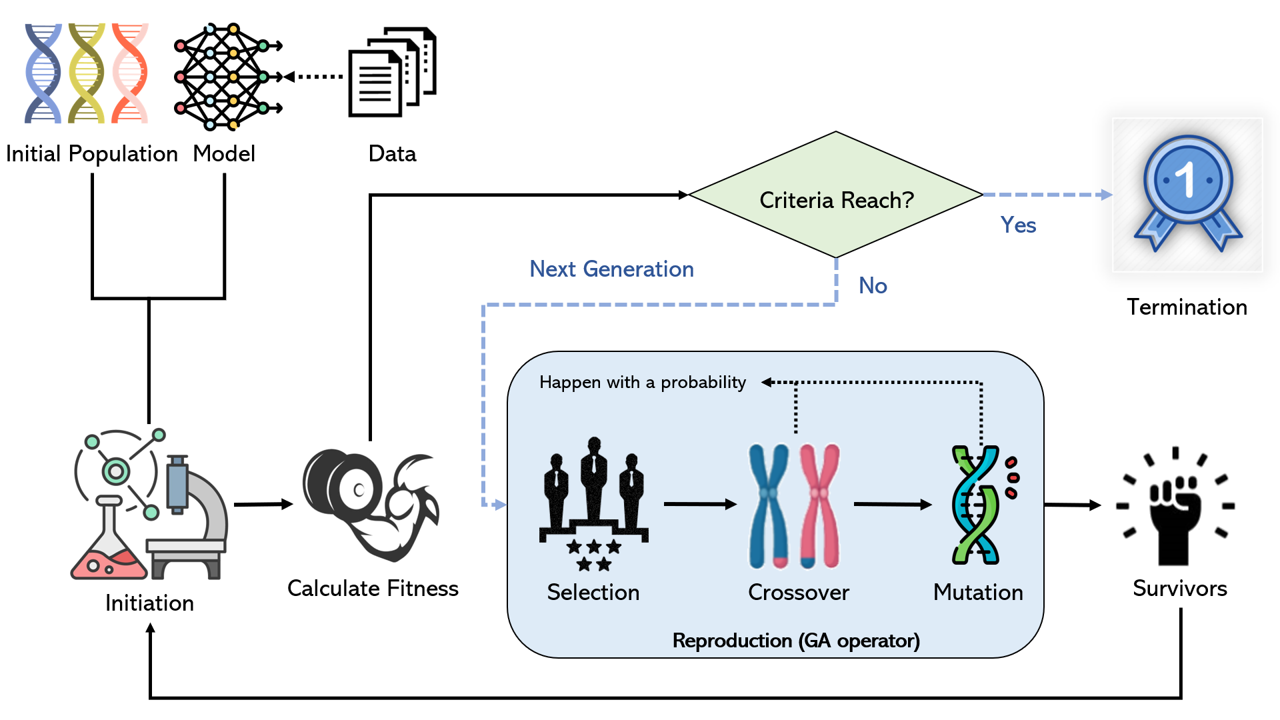 Initial Population
Model
Data
Criteria Reach?
1
Yes
Next Generation
No
Termination
Happen with a probability
Selection
Crossover
Mutation
Survivors
Calculate Fitness
Initiation
Reproduction (GA operator)